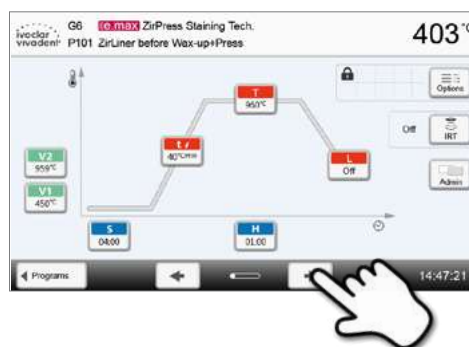 ivoclar
vivadent
G6 IPS e.max ZirPress Staining Tech.
P101 ZirLiner before Wax-up+Press
403°C
Options
T
960°C
Off
IRT
t
40°C/min
L
Off
V2
959°C
V1
450°C
Admin
S
04:00
H
01:00
Programs
14:47:21